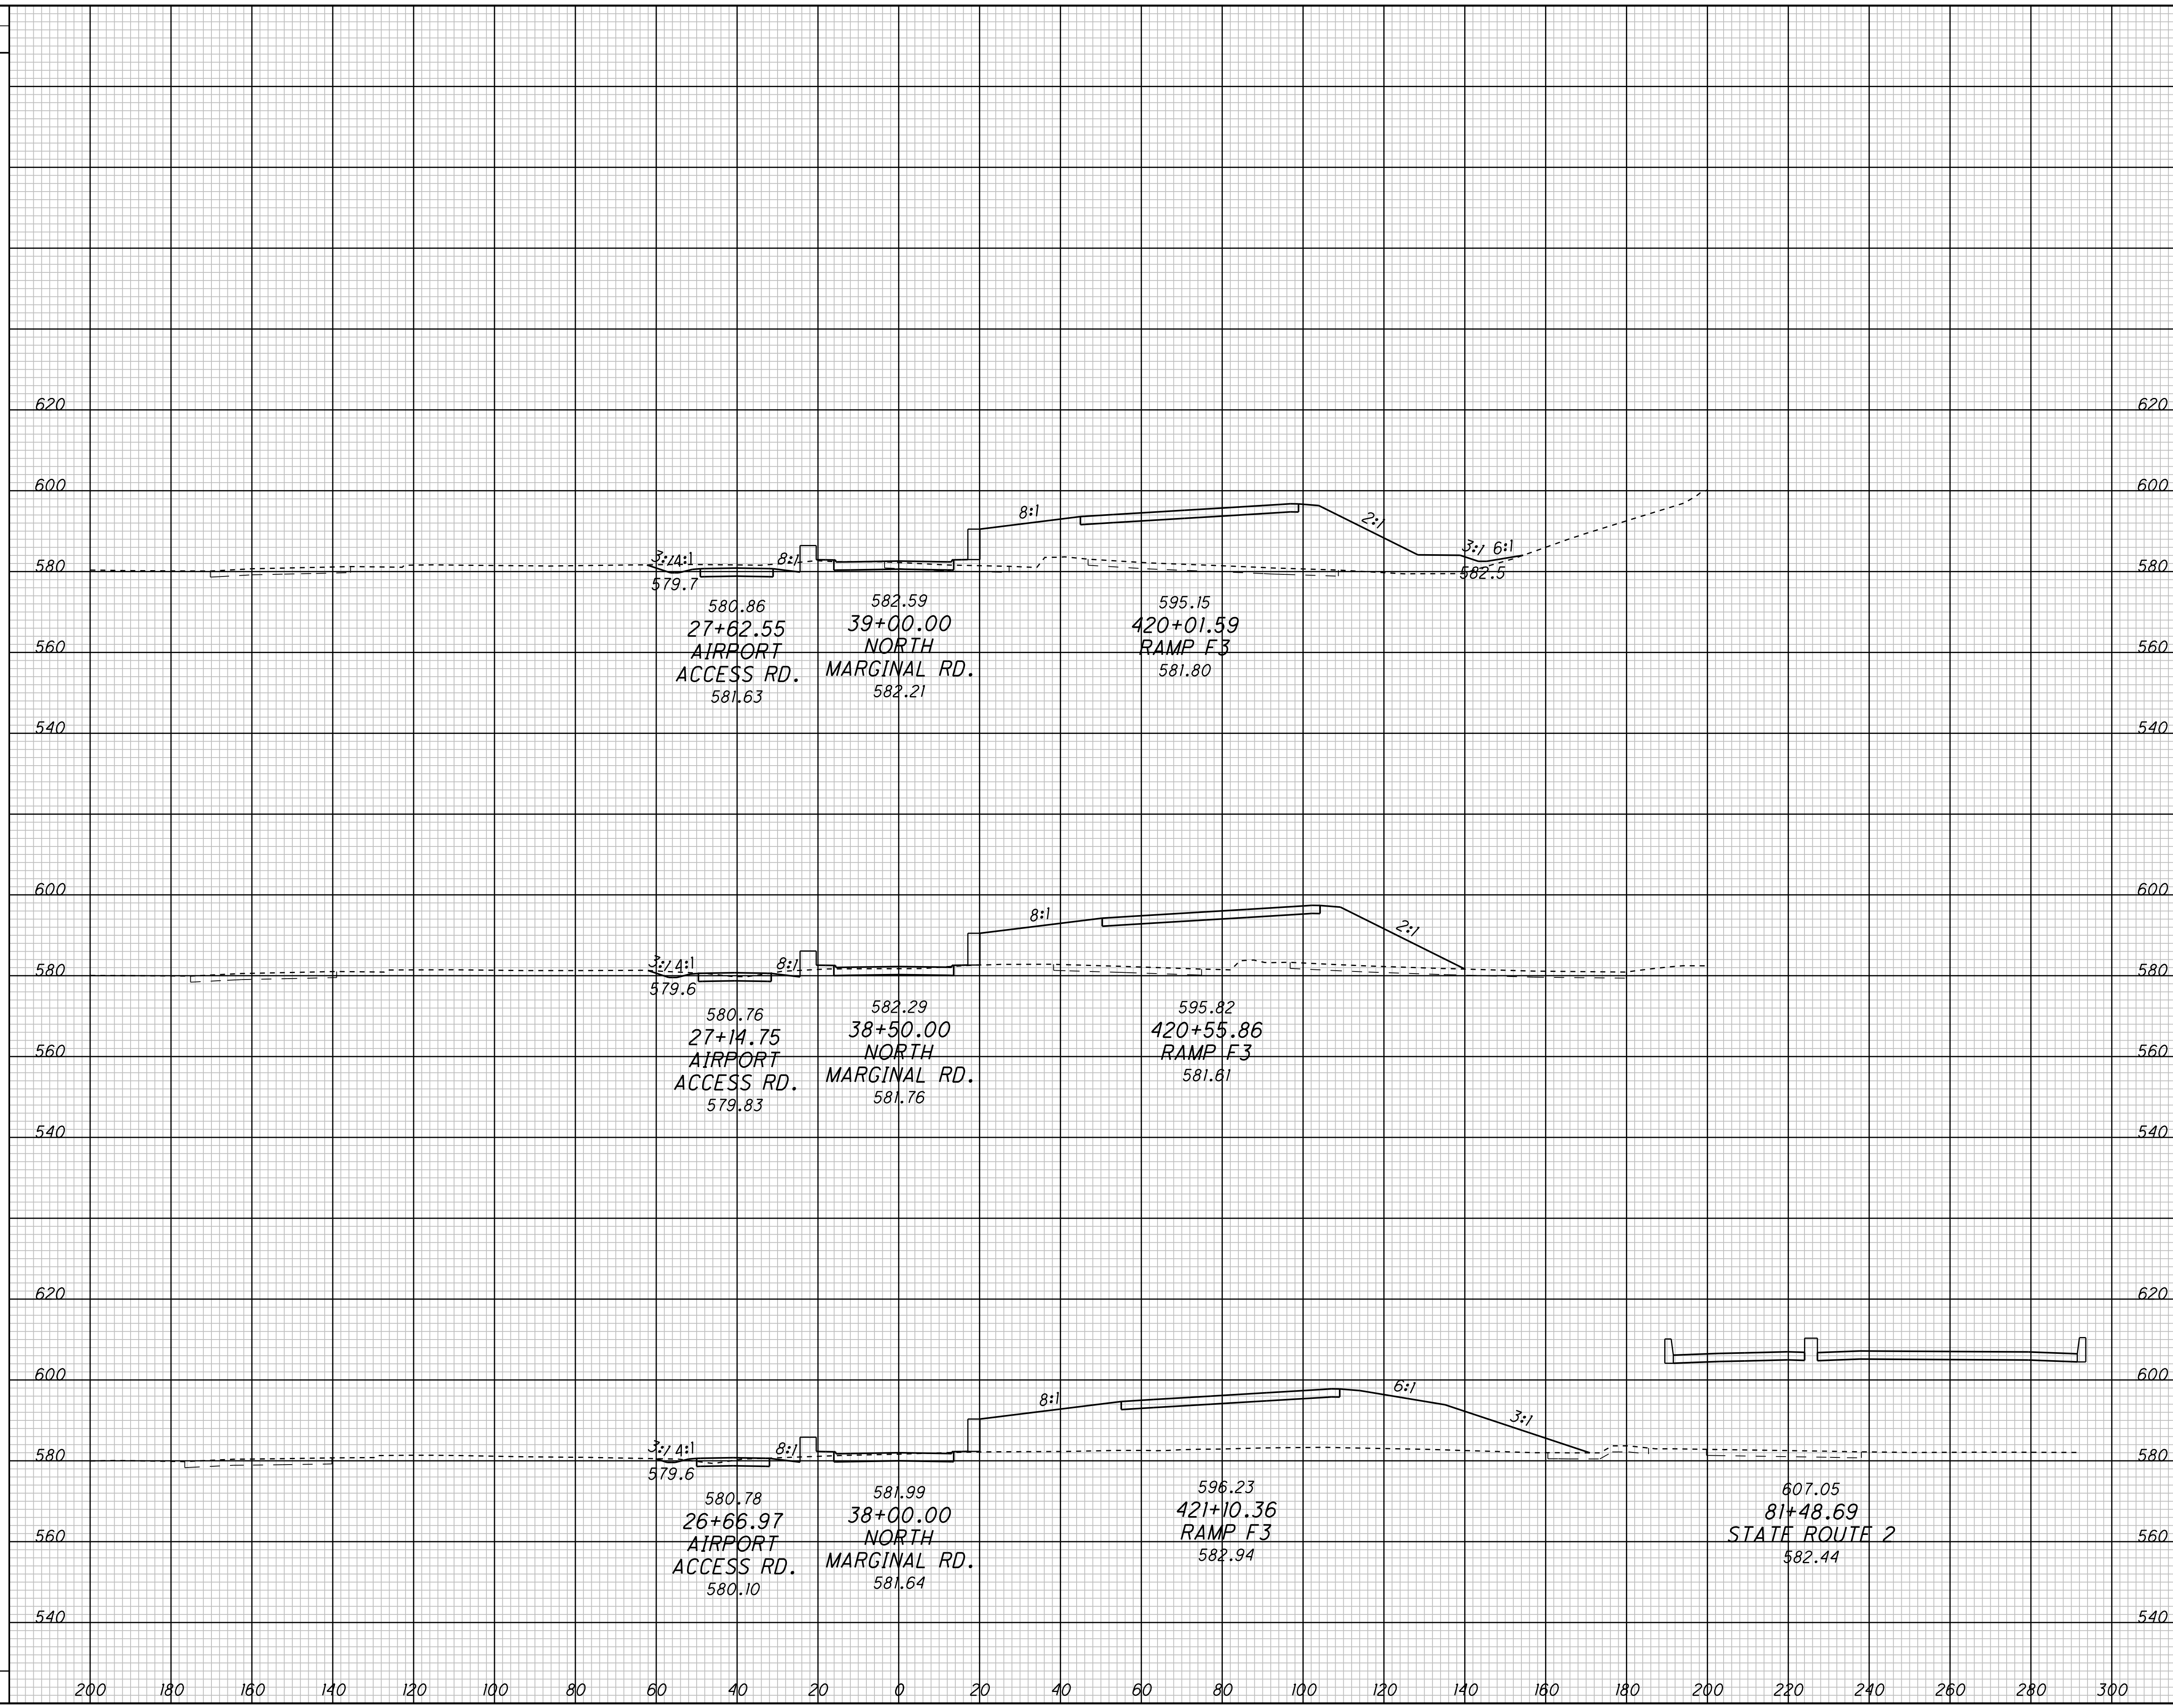 620 620
600 600
8:1 2:1
3:1 4:1 8:1 3:1 6:1
580 580
579.7 582.5
580.86 582.59 595.15
27+62.55 39+00.00 420+01.59
AIRPORT NORTH RAMP F3
ACCESS RD. MARGINAL RD. 581.80
581.63 582.21
560 560
540 540
600 600
8:1 2:1
3:1 4:1 8:1
580 580
579.6
580.76 582.29 595.82
27+14.75 38+50.00 420+55.86
AIRPORT NORTH RAMP F3
ACCESS RD. MARGINAL RD. 581.61
579.83 581.76
560 560
540 540
620 620
600 600
8:1 6:1 3:1
3:1 4:1 8:1
580 580
579.6
580.78 581.99 596.23 607.05
26+66.97 38+00.00 421+10.36 81+48.69
AIRPORT NORTH RAMP F3 STATE ROUTE 2
ACCESS RD. MARGINAL RD. 582.94 582.44
580.10 581.64
560 560
540 540
200 180 160 140 120 100 80 60 40 20 0 20 40 60 80 100 120 140 160 180 200 220 240 260 280 300